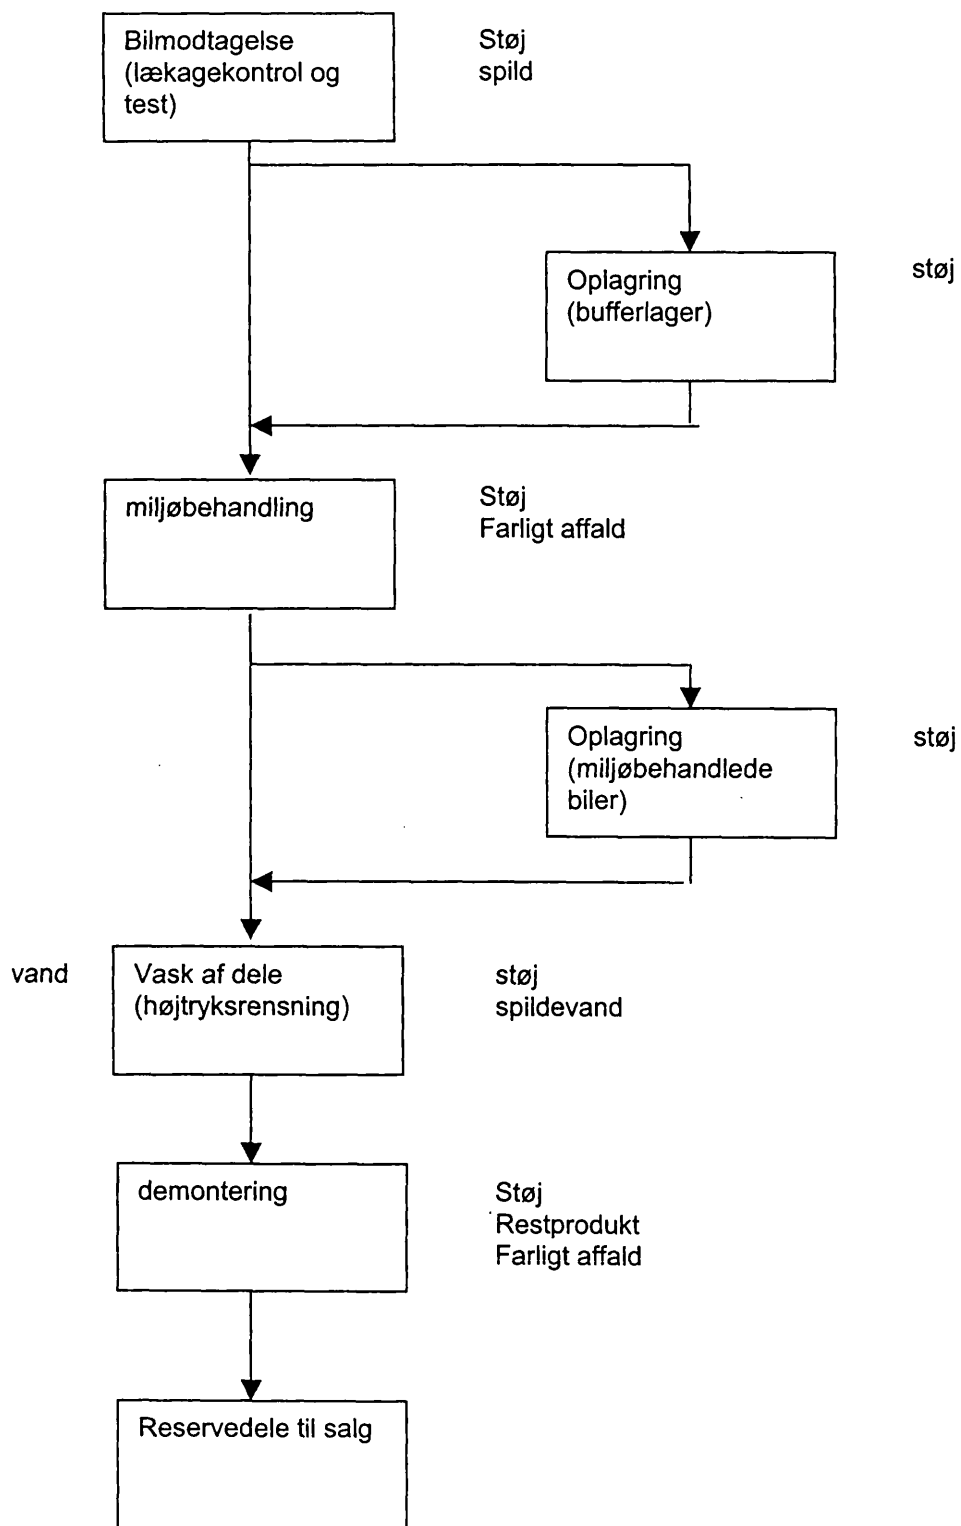 Bilmodtagelse
(lækagekontrol og
test)
Støj
spild
Oplagring
(bufferlager)
støj
miljøbehandling
Støj
Farligt affald
Oplagring
(miljøbehandlede
biler)
støj
vand
Vask af dele
(højtryksrensning)
støj
spildevand
demontering
Støj
Restprodukt
Farligt affald
Reservedele til salg